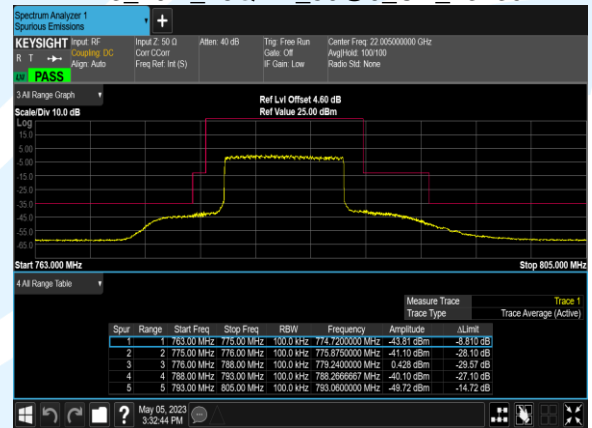 Spectrum Analyzer 1
Spurious Emissions
+
KEYSIGHT Input: RF Input Z: 50 Ω Atten: 40 dB Trig: Free Run Center Freq: 22.005000000 GHz
R T Coupling: DC Corr CCorr Gate: Off Avg|Hold: 100/100
Align: Auto Freq Ref: Int (S) IF Gain: Low Radio Std: None
PASS
3 All Range Graph
Ref Lvl Offset 4.60 dB
Scale/Div 10.0 dB Ref Value 25.00 dBm
Log
15.0
5.00
-5.00
-15.0
-25.0
-35.0
-45.0
-55.0
-65.0
Start 763.000 MHz Stop 805.000 MHz
4 All Range Table
Measure Trace Trace 1
Trace Type Trace Average (Active)
Spur Range Start Freq Stop Freq RBW Frequency Amplitude ΔLimit
1 1 763.00 MHz 775.00 MHz 100.0 kHz 774.7200000 MHz -43.81 dBm -8.810 dB
2 2 775.00 MHz 776.00 MHz 100.0 kHz 775.8750000 MHz -41.10 dBm -28.10 dB
3 3 776.00 MHz 788.00 MHz 100.0 kHz 779.2400000 MHz 0.428 dBm -29.57 dB
4 4 788.00 MHz 793.00 MHz 100.0 kHz 788.2666667 MHz -40.10 dBm -27.10 dB
5 5 793.00 MHz 805.00 MHz 100.0 kHz 793.0600000 MHz -49.72 dBm -14.72 dB
? May 05, 2023
3:32:44 PM